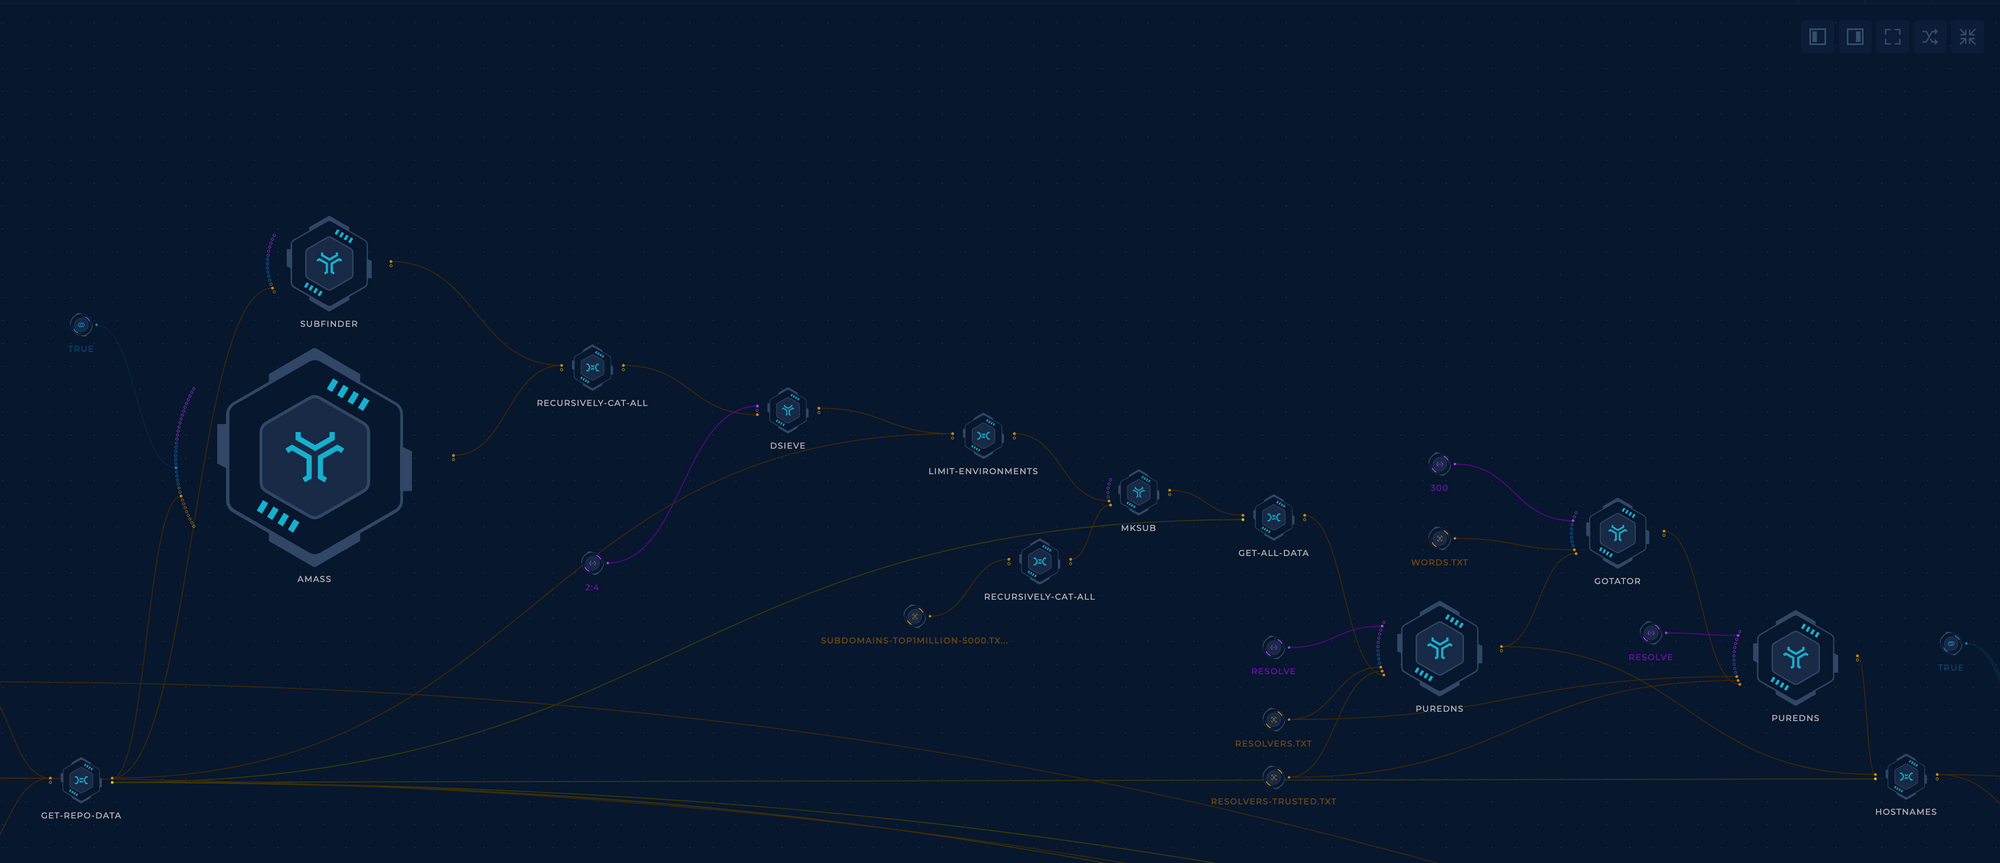 SUBFINDER
TRUE
AMASS
RECURSIVELY-CAT-ALL
DSIEVE
LIMIT-ENVIRONMENTS
2:4
MKSUB
GET-ALL-DATA
RECURSIVELY-CAT-ALL
SUBDOMAINS-TOP1MILLION-5000.TX...
300
WORDS.TXT
GOTATOR
RESOLVE
PUREDNS
RESOLVE
PUREDNS
TRUE
RESOLVERS.TXT
RESOLVERS-TRUSTED.TXT
GET-REPO-DATA
HOSTNAMES